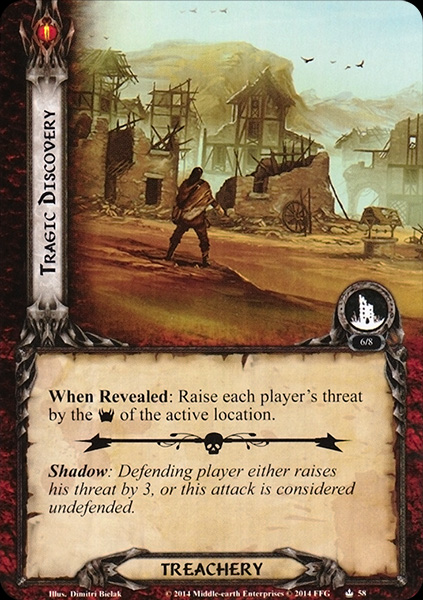 TRAGIC DISCOVERY
6/8
When Revealed: Raise each player's threat
by the of the active location.
Shadow: Defending player either raises
his threat by 3, or this attack is considered
undefended.
TREACHERY
Illus. Dimitri Bielak © 2014 Middle-earth Enterprises © 2014 FFG 58